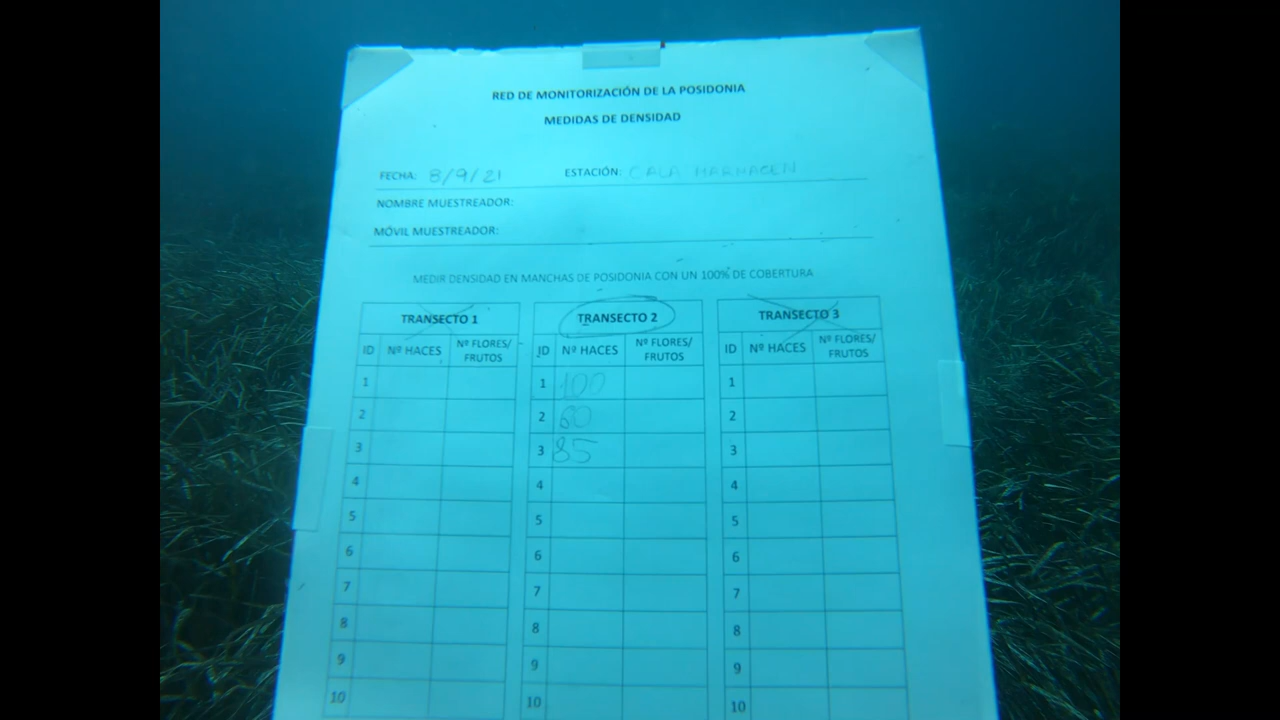 RED DE MONITORIZACIÓN DE LA POSIDONIA
MEDIDAS DE DENSIDAD
FECHA: 8/9/21 ESTACIÓN: CALA
NOMBRE MUESTREADOR:
MÓVIL MUESTREADOR:
MEDIR DENSIDAD EN MANCHAS DE POSIDONIA CON UN 100% DE COBERTURA
TRANSECTO 1 TRANSECTO 2 TRANSECTO 3
ID Nº HACES Nº FLORES/ FRUTOS ID Nº HACES Nº FLORES/ FRUTOS ID Nº HACES Nº FLORES/ FRUTOS
1 1 100 1
2 2 2
3 3 85 3
4 4 4
5 5 5
6 6 6
7 7 7
8 8 8
9 9 9
10 10 10